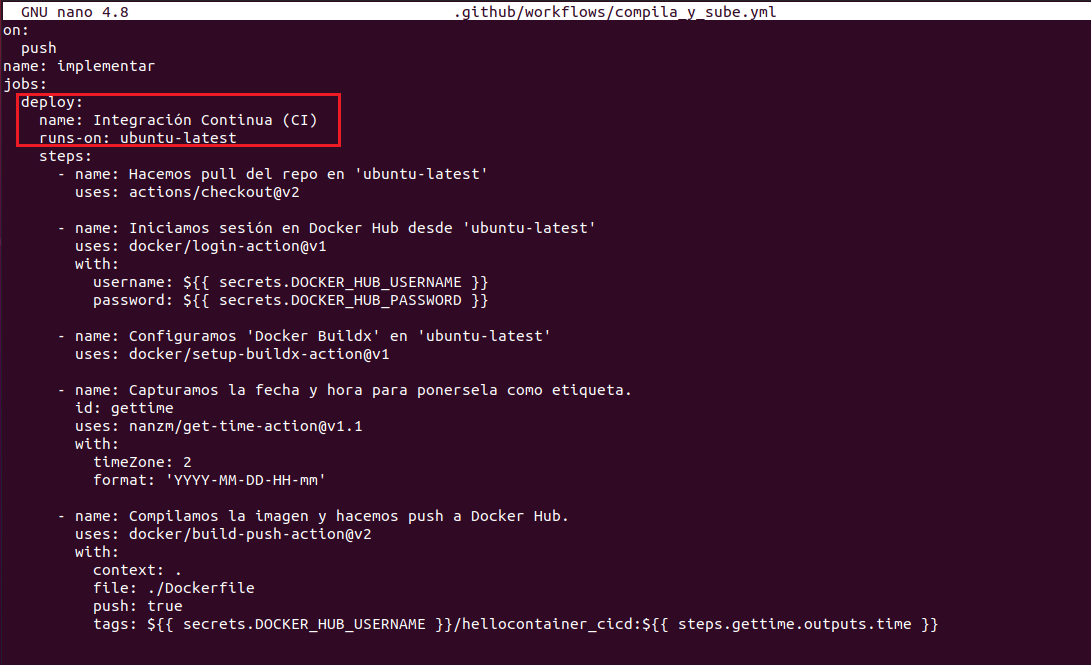 GNU nano 4.8 .github/workflows/compila_y_sube.yml
on:
  push
name: implementar
jobs:
  deploy:
    name: Integración Continua (CI)
    runs-on: ubuntu-latest
    steps:
      - name: Hacemos pull del repo en 'ubuntu-latest'
        uses: actions/checkout@v2

      - name: Iniciamos sesión en Docker Hub desde 'ubuntu-latest'
        uses: docker/login-action@v1
        with:
          username: ${{ secrets.DOCKER_HUB_USERNAME }}
          password: ${{ secrets.DOCKER_HUB_PASSWORD }}

      - name: Configuramos 'Docker Buildx' en 'ubuntu-latest'
        uses: docker/setup-buildx-action@v1

      - name: Capturamos la fecha y hora para ponersela como etiqueta.
        id: gettime
        uses: nanzm/get-time-action@v1.1
        with:
          timeZone: 2
          format: 'YYYY-MM-DD-HH-mm'

      - name: Compilamos la imagen y hacemos push a Docker Hub.
        uses: docker/build-push-action@v2
        with:
          context: .
          file: ./Dockerfile
          push: true
          tags: ${{ secrets.DOCKER_HUB_USERNAME }}/hellocontainer_cicd:${{ steps.gettime.outputs.time }}